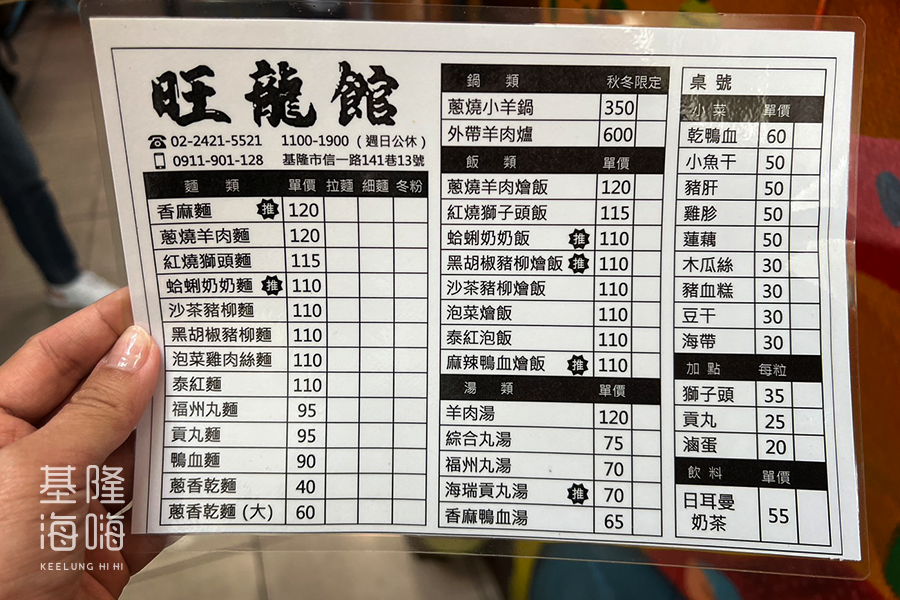 旺龍館
02-2421-5521 1100-1900 (週日公休)
0911-901-128 基隆市信一路141巷13號
麵 類 單價 拉麵 細麵 冬粉
香麻麵 推 120
蔥燒羊肉麵 120
紅燒獅頭麵 115
蛤蜊奶奶麵 推 110
沙茶豬柳麵 110
黑胡椒豬柳麵 110
泡菜雞肉絲麵 110
泰紅麵 110
福州丸麵 95
貢丸麵 95
鴨血麵 90
蔥香乾麵 40
蔥香乾麵 (大) 60
鍋 類 秋冬限定
蔥燒小羊鍋 350
外帶羊肉爐 600
飯 類 單價
蔥燒羊肉燴飯 120
紅燒獅子頭飯 115
蛤蜊奶奶飯 推 110
黑胡椒豬柳燴飯 推 110
沙茶豬柳燴飯 110
泡菜燴飯 110
泰紅泡飯 110
麻辣鴨血燴飯 推 110
湯 類 單價
羊肉湯 120
綜合丸湯 75
福州丸湯 70
海瑞貢丸湯 推 70
香麻鴨血湯 65
桌號
小菜 單價
乾鴨血 60
小魚干 50
豬肝 50
雞胗 50
蓮藕 50
木瓜絲 30
豬血糕 30
豆干 30
海帶 30
加點 每粒
獅子頭 35
貢丸 25
滷蛋 20
飲料 單價
日耳曼
奶茶 55
基隆
海嗨
KEELUNG HI HI